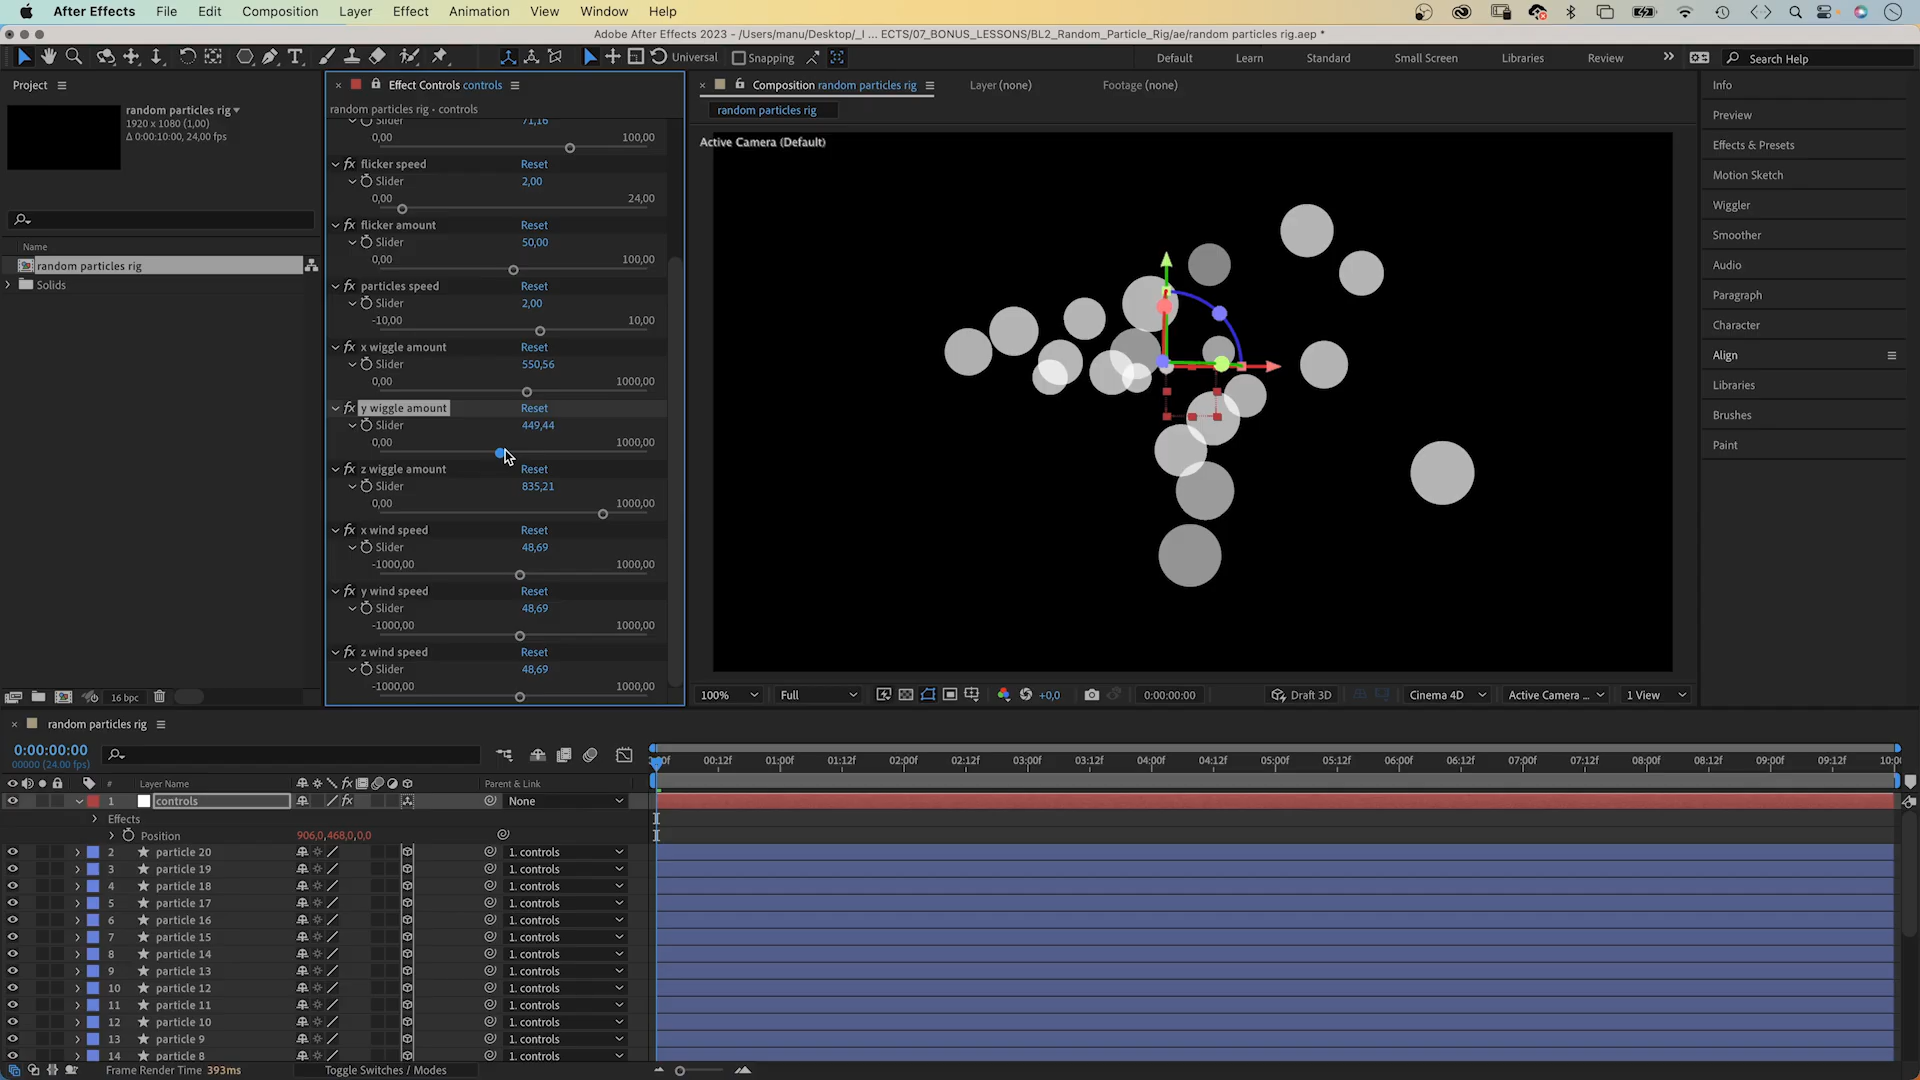 After Effects File Edit Composition Layer Effect Animation View Window Help
Adobe After Effects 2023 - /Users/manu/Desktop/_I ... ECTS/07_BONUS_LESSONS/BL2_Random_Particle_Rig/ae/random particles rig.aep *
Universal Snapping Default Learn Standard Small Screen Libraries Review Search Help
Project
random particles rig
1920 x 1080 (1,00)
Δ 0:00:10:00, 24,00 fps
Name
random particles rig
Solids
16 bpc
Effect Controls controls
random particles rig • controls
Slider 71,16
0,00 100,00
fx flicker speed Reset
Slider 2,00
0,00 24,00
fx flicker amount Reset
Slider 50,00
0,00 100,00
fx particles speed Reset
Slider 2,00
-10,00 10,00
fx x wiggle amount Reset
Slider 550,56
0,00 1000,00
fx y wiggle amount Reset
Slider 449,44
0,00 1000,00
fx z wiggle amount Reset
Slider 835,21
0,00 1000,00
fx x wind speed Reset
Slider 48,69
-1000,00 1000,00
fx y wind speed Reset
Slider 48,69
-1000,00 1000,00
fx z wind speed Reset
Slider 48,69
-1000,00 1000,00
Composition random particles rig Layer (none) Footage (none)
random particles rig
Active Camera (Default)
100% Full +0,0 0:00:00:00 Draft 3D Cinema 4D Active Camera ... 1 View
Info
Preview
Effects & Presets
Motion Sketch
Wiggler
Smoother
Audio
Paragraph
Character
Align
Libraries
Brushes
Paint
random particles rig
0:00:00:00
00000 (24.00 fps)
00:12f 01:00f 01:12f 02:00f 02:12f 03:00f 03:12f 04:00f 04:12f 05:00f 05:12f 06:00f 06:12f 07:00f 07:12f 08:00f 08:12f 09:00f 09:12f 10:0
# Layer Name fx Parent & Link
1 controls fx None
Effects
Position 906,0,468,0,0,0
2 particle 20 1. controls
3 particle 19 1. controls
4 particle 18 1. controls
5 particle 17 1. controls
6 particle 16 1. controls
7 particle 15 1. controls
8 particle 14 1. controls
9 particle 13 1. controls
10 particle 12 1. controls
11 particle 11 1. controls
12 particle 10 1. controls
13 particle 9 1. controls
14 particle 8 1. controls
Frame Render Time 393ms Toggle Switches / Modes